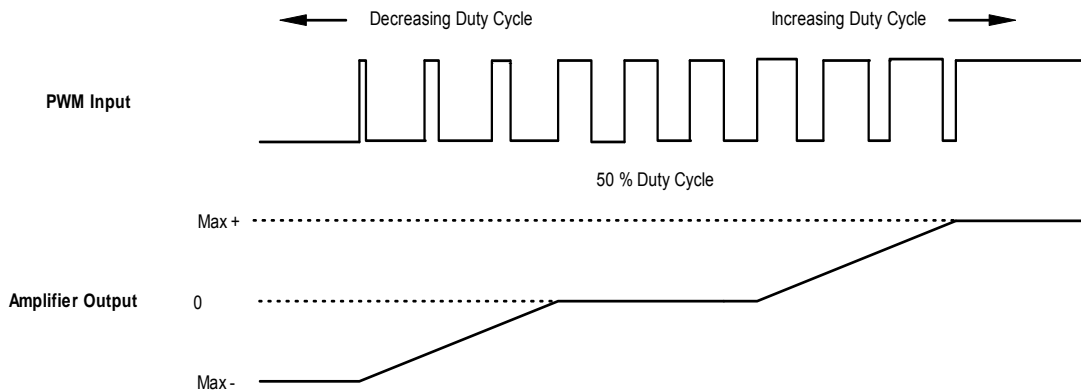 Decreasing Duty Cycle
Increasing Duty Cycle
PWM Input
50 % Duty Cycle
Max +
Amplifier Output
0
Max -